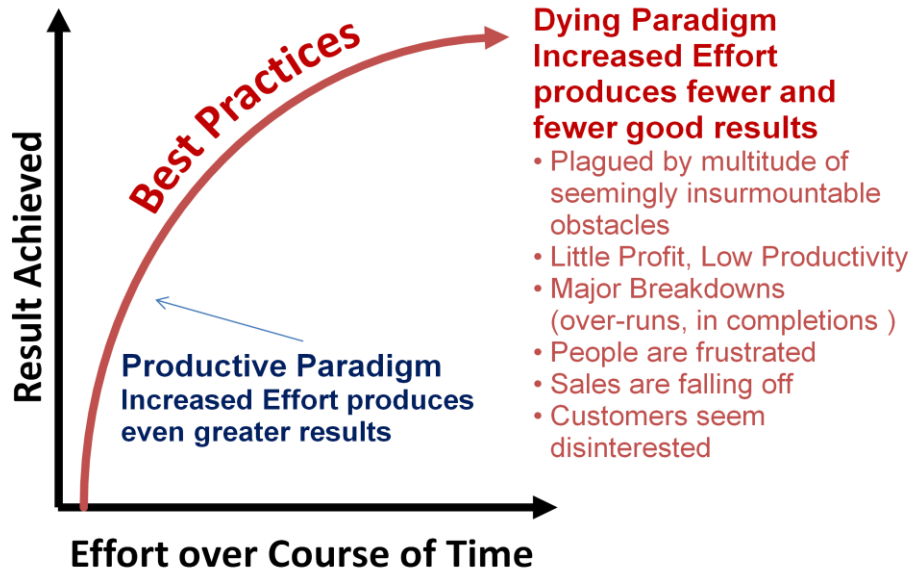 Dying Paradigm
Increased Effort
produces fewer and
fewer good results
• Plagued by multitude of
seemingly insurmountable
obstacles
• Little Profit, Low Productivity
• Major Breakdowns
(over-runs, in completions )
• People are frustrated
• Sales are falling off
• Customers seem
disinterested
Best Practices
Result Achieved
Productive Paradigm
Increased Effort produces
even greater results
Effort over Course of Time